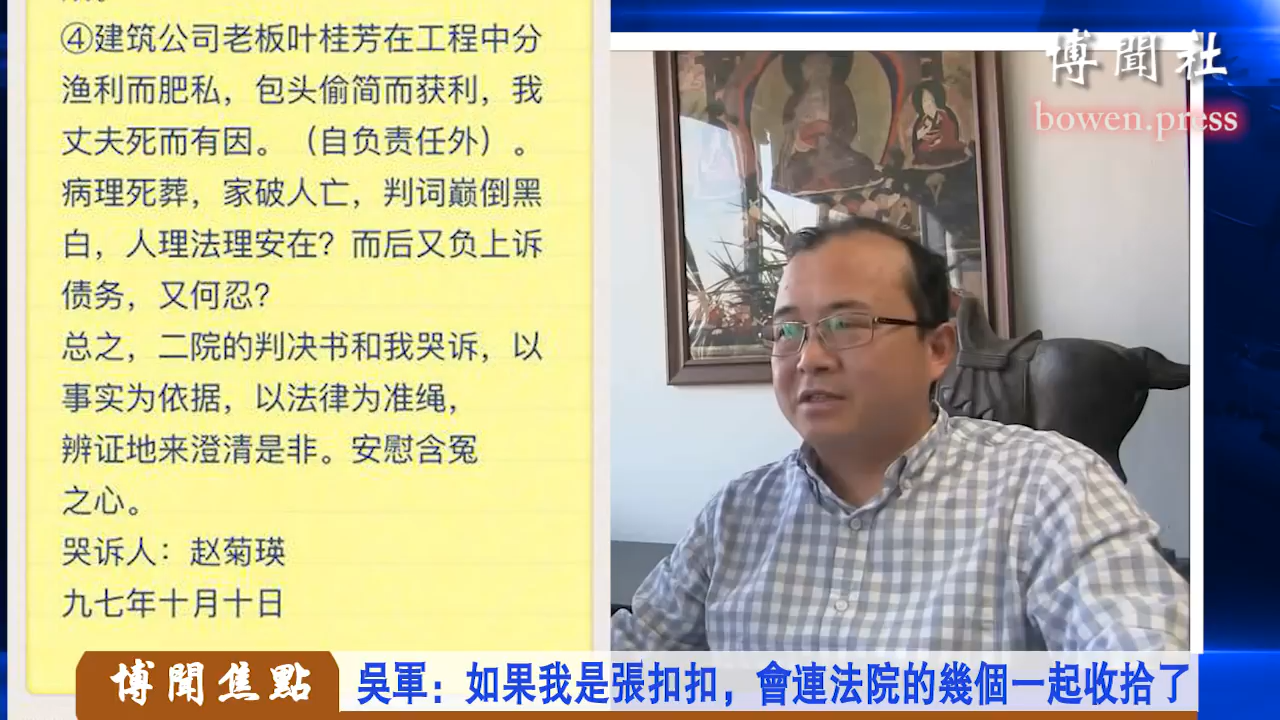 ④建筑公司老板叶桂芳在工程中分
渔利而肥私，包头偷简而获利，我
丈夫死而有因。（自负责任外）。
病理死葬，家破人亡，判词巅倒黑
白，人理法理安在？而后又负上诉
债务，又何忍？
总之，二院的判决书和我哭诉，以
事实为依据，以法律为准绳，
辨证地来澄清是非。安慰含冤
之心。
哭诉人：赵菊瑛
九七年十月十日
博聞社
bowen.press
博聞焦點
吳軍：如果我是張扣扣，會連法院的幾個一起收拾了